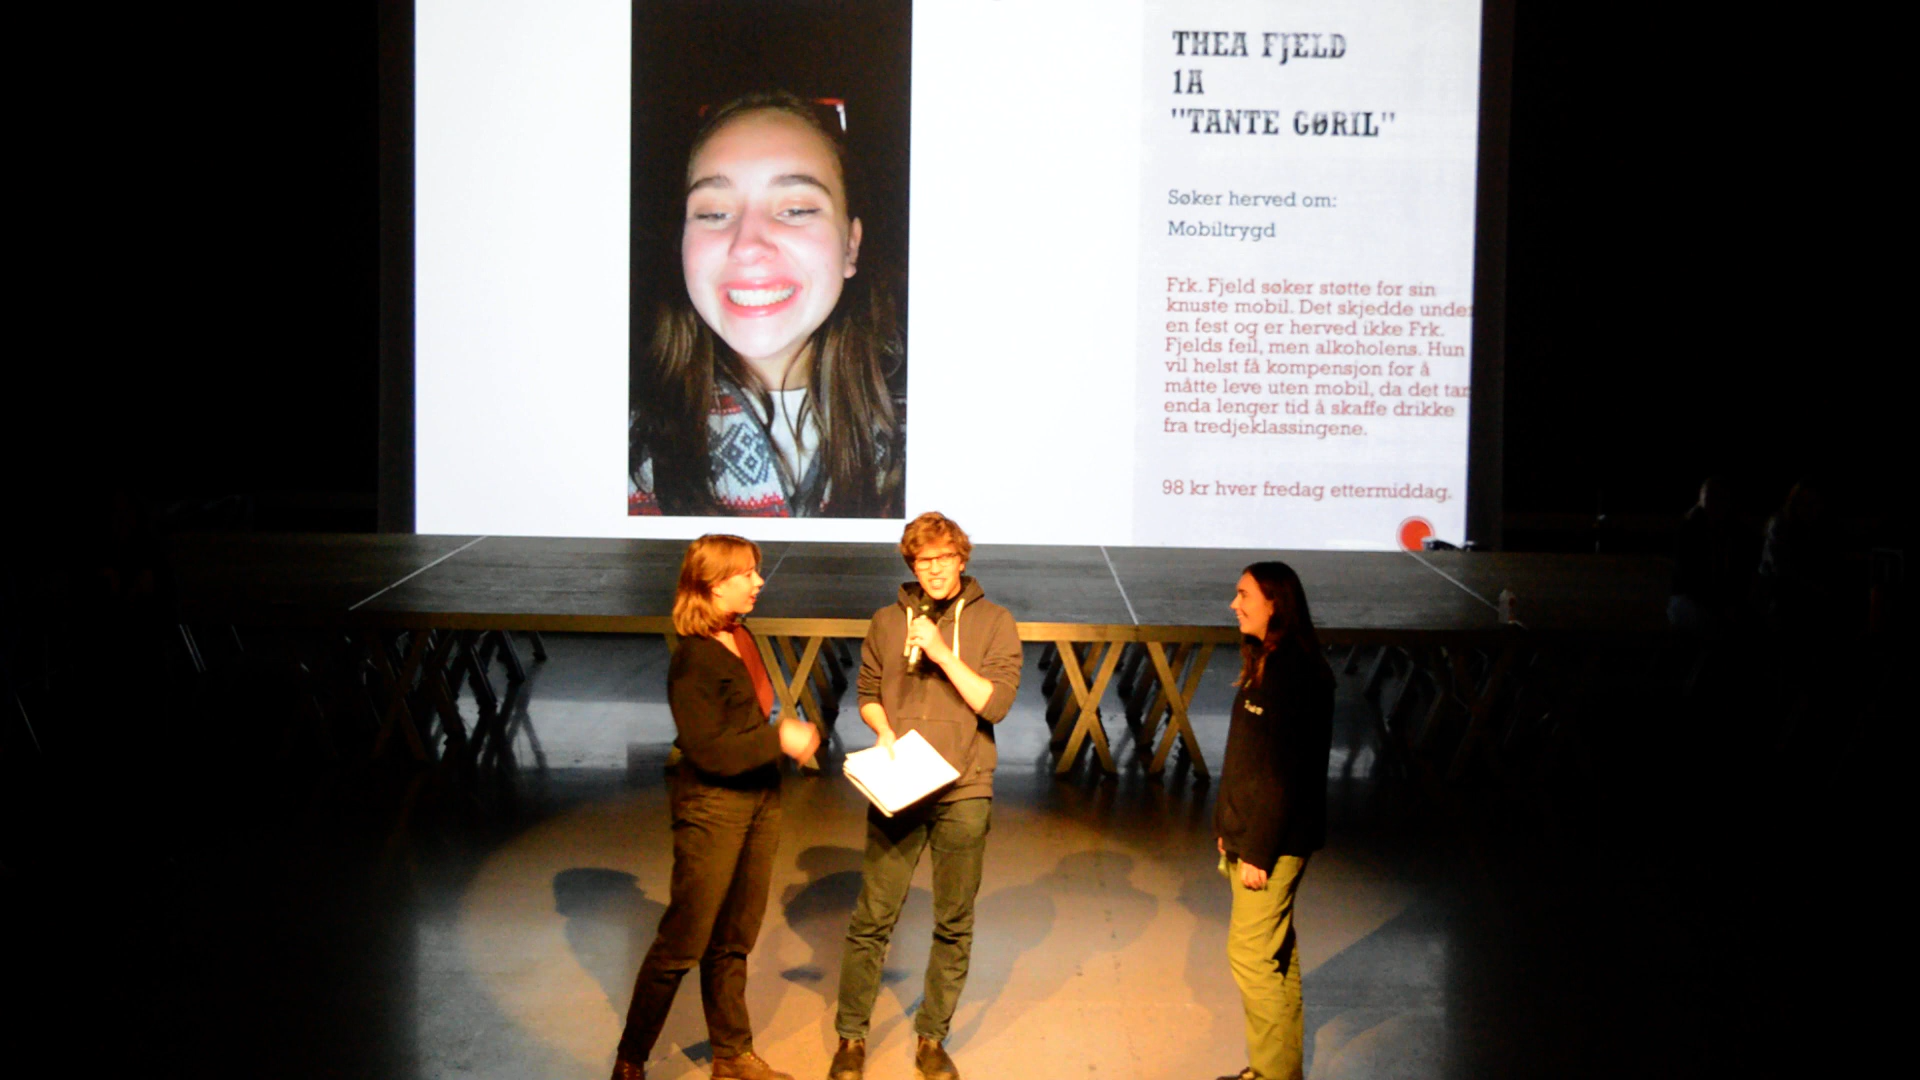 THEA FJELD
1A
"TANTE GØRIL"
Søker herved om:
Mobiltrygd
Frk. Fjeld søker støtte for sin
knuste mobil. Det skjedde under
en fest og er herved ikke Frk.
Fjelds feil, men alkoholens. Hun
vil helst få kompensjon for å
måtte leve uten mobil, da det tar
enda lenger tid å skaffe drikke
fra tredjeklassingene.
98 kr hver fredag ettermiddag.